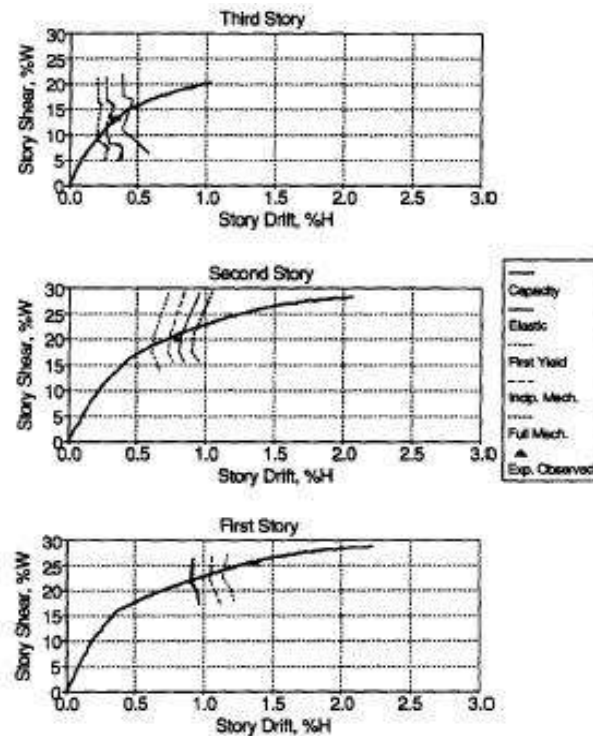 Third Story
30
25
20
15
10
5
0
0.0 0.5 1.0 1.5 2.0 2.5 3.0
Story Shear, %W
Story Drift, %H
Second Story
30
25
20
15
10
5
0
0.0 0.5 1.0 1.5 2.0 2.5 3.0
Story Shear, %W
Story Drift, %H
Capacity
Elastic
First Yield
Incip. Mech.
Full Mech.
Exp. Observed
First Story
30
25
20
15
10
5
0
0.0 0.5 1.0 1.5 2.0 2.5 3.0
Story Shear, %W
Story Drift, %H